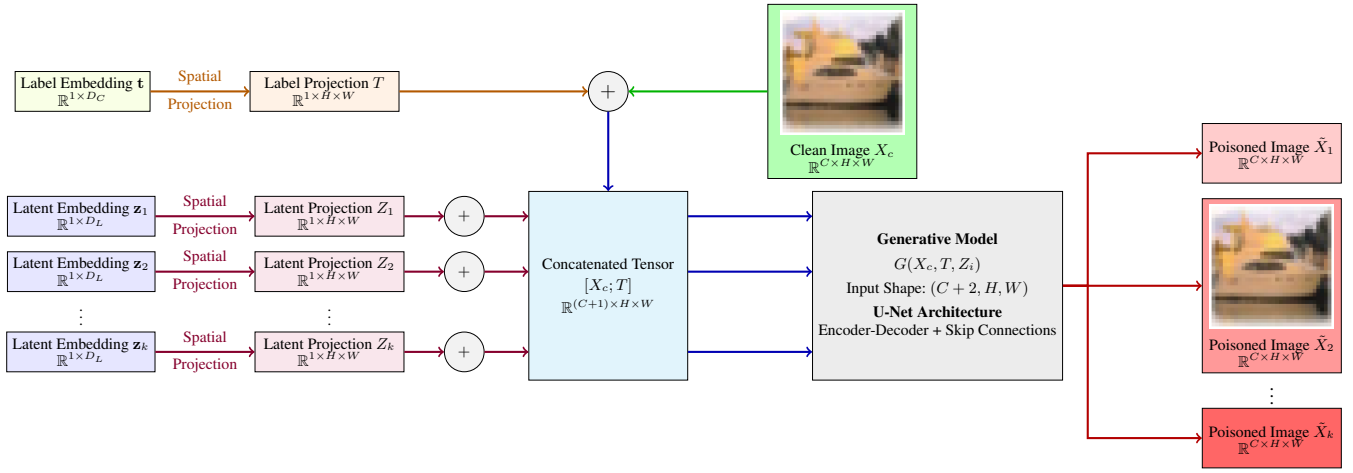 Label Embedding t
ℝ^{1×D_C}
Spatial
Projection
Label Projection T
ℝ^{1×H×W}
+
Clean Image X_c
ℝ^{C×H×W}
Latent Embedding z_1
ℝ^{1×D_L}
Spatial
Projection
Latent Projection Z_1
ℝ^{1×H×W}
+
Latent Embedding z_2
ℝ^{1×D_L}
Spatial
Projection
Latent Projection Z_2
ℝ^{1×H×W}
+
⋮
⋮
Latent Embedding z_k
ℝ^{1×D_L}
Spatial
Projection
Latent Projection Z_k
ℝ^{1×H×W}
+
Concatenated Tensor
[X_c; T]
ℝ^{(C+1)×H×W}
Generative Model
G(X_c, T, Z_i)
Input Shape: (C + 2, H, W)
U-Net Architecture
Encoder-Decoder + Skip Connections
Poisoned Image X̃_1
ℝ^{C×H×W}
Poisoned Image X̃_2
ℝ^{C×H×W}
⋮
Poisoned Image X̃_k
ℝ^{C×H×W}